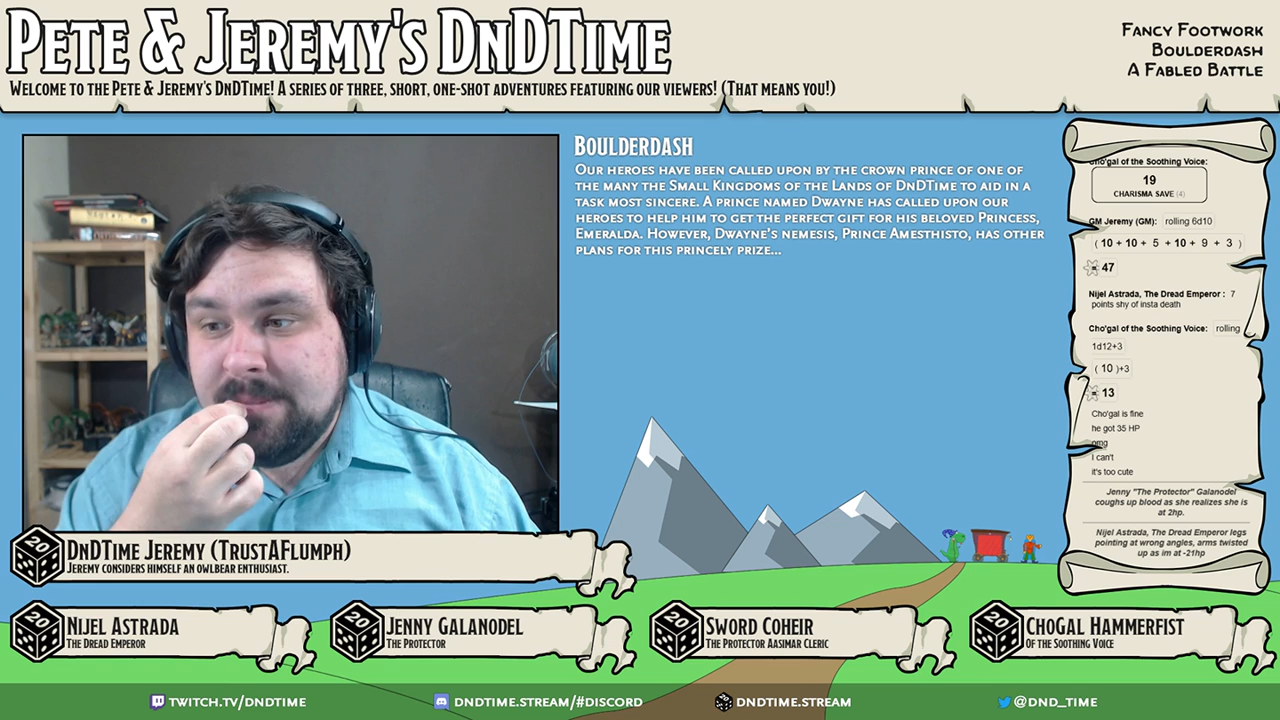 PETE & JEREMY'S DNDTIME
WELCOME TO THE PETE & JEREMY'S DNDTIME! A SERIES OF THREE, SHORT, ONE-SHOT ADVENTURES FEATURING OUR VIEWERS! (THAT MEANS YOU!)
FANCY FOOTWORK
BOULDERDASH
A FABLED BATTLE
BOULDERDASH
OUR HEROES HAVE BEEN CALLED UPON BY THE CROWN PRINCE OF ONE OF
THE MANY THE SMALL KINGDOMS OF THE LANDS OF DNDTIME TO AID IN A
TASK MOST SINCERE. A PRINCE NAMED DWAYNE HAS CALLED UPON OUR
HEROES TO HELP HIM TO GET THE PERFECT GIFT FOR HIS BELOVED PRINCESS,
EMERALDA. HOWEVER, DWAYNE'S NEMESIS, PRINCE AMESTHISTO, HAS OTHER
PLANS FOR THIS PRINCELY PRIZE...
Cho'gal of the Soothing Voice:
19
CHARISMA SAVE (4)
GM Jeremy (GM): rolling 6d10
( 10 + 10 + 5 + 10 + 9 + 3 )
= 47
Nijel Astrada, The Dread Emperor : 7
points shy of insta death
Cho'gal of the Soothing Voice: rolling
1d12+3
( 10 )+3
= 13
Cho'gal is fine
he got 35 HP
omg
I can't
it's too cute
Jenny "The Protector" Galanodel
coughs up blood as she realizes she is
at 2hp.
Nijel Astrada, The Dread Emperor legs
pointing at wrong angles, arms twisted
up as im at -21hp
20
DNDTIME JEREMY (TRUSTAFLUMPH)
JEREMY CONSIDERS HIMSELF AN OWLBEAR ENTHUSIAST.
20
NIJEL ASTRADA
THE DREAD EMPEROR
20
JENNY GALANODEL
THE PROTECTOR
20
SWORD COHEIR
THE PROTECTOR AASIMAR CLERIC
20
CHOGAL HAMMERFIST
OF THE SOOTHING VOICE
TWITCH.TV/DNDTIME
DNDTIME.STREAM/#DISCORD
DNDTIME.STREAM
@DND_TIME